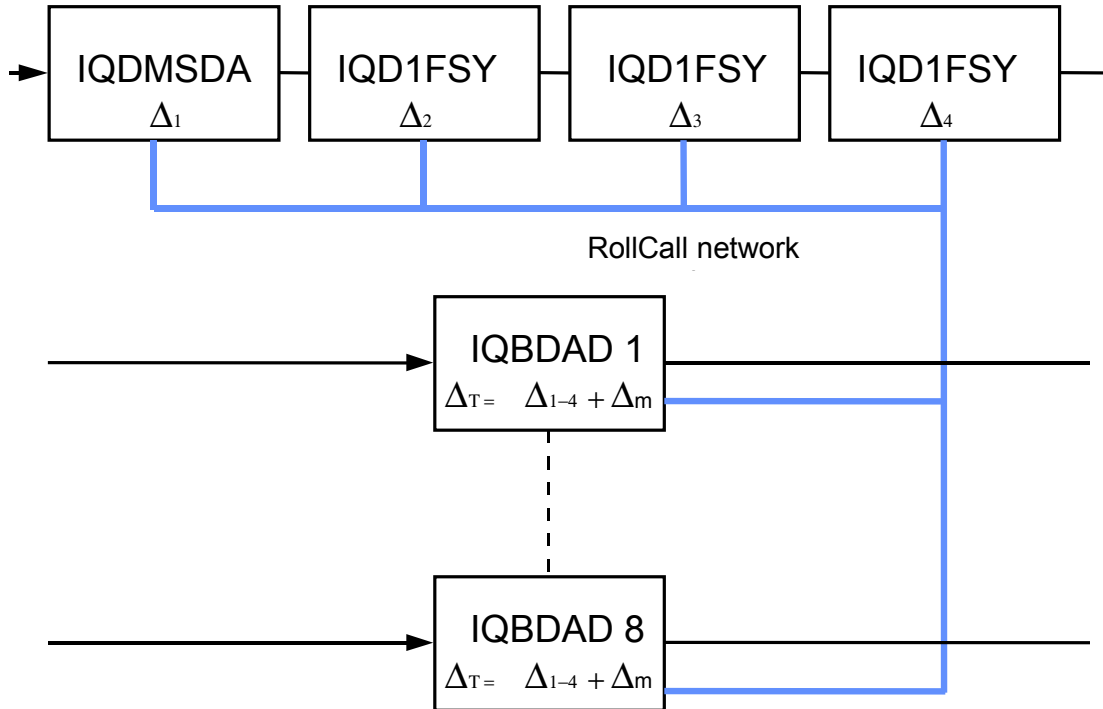 IQDMSDA IQD1FSY IQD1FSY IQD1FSY
Δ1 Δ2 Δ3 Δ4
RollCall network
IQBDAD 1
ΔT = Δ1–4 + Δm
IQBDAD 8
ΔT = Δ1–4 + Δm